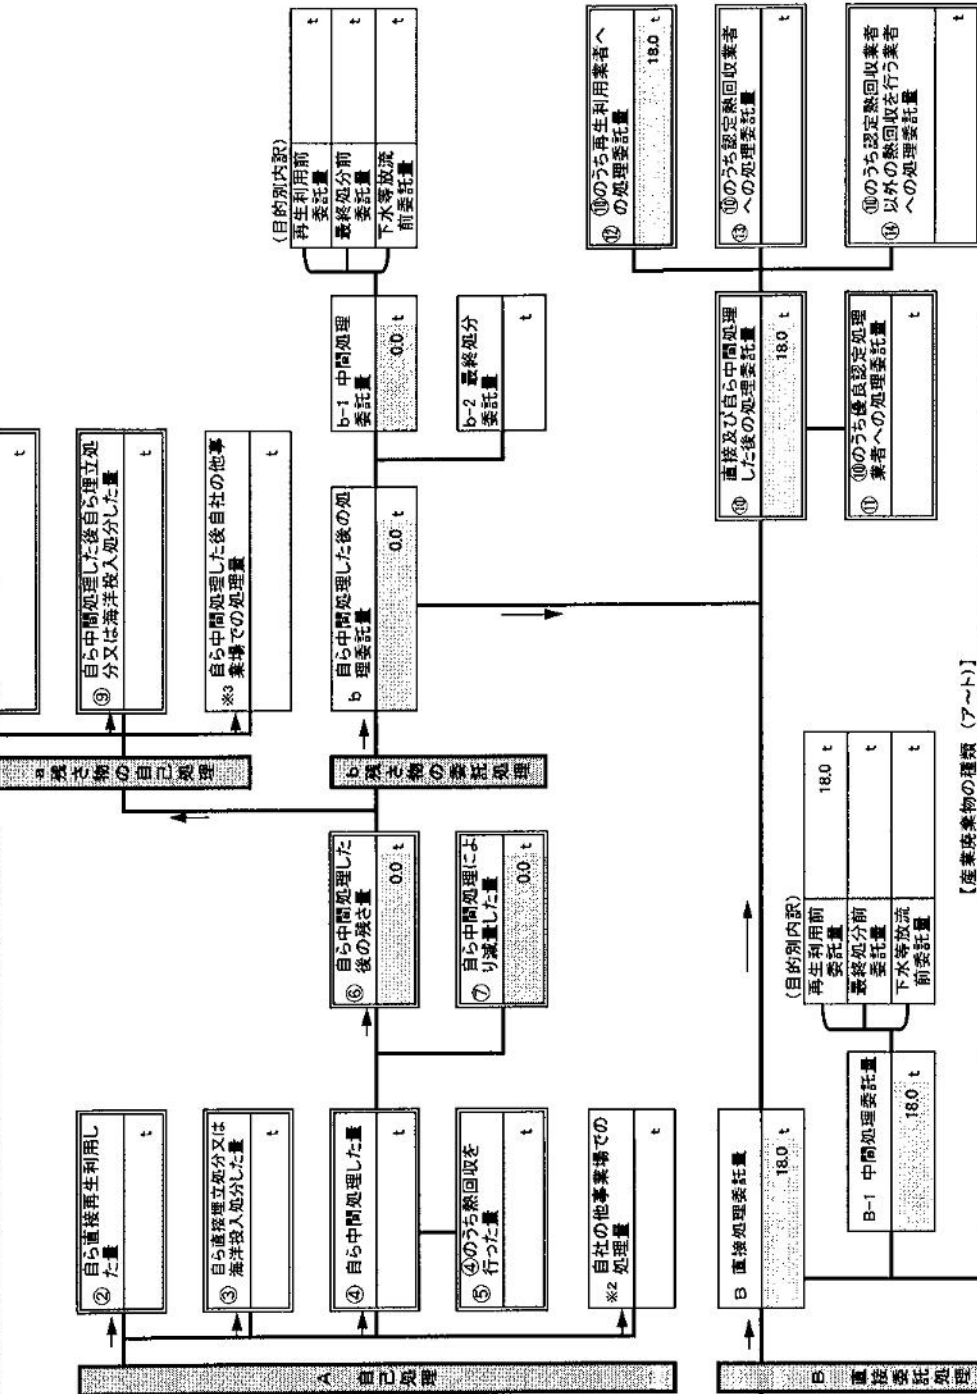 A 自己処理
② 自ら直接再生利用し
た量
t
③ 自ら直接埋立処分又は
海洋投入処分した量
t
④ 自ら中間処理した量
t
⑤ ④のうち熱回収を
行った量
t
※2 自社の他事業場での
処理量
t
⑥ 自ら中間処理した
後の残さ量
0.0 t
⑦ 自ら中間処理によ
り減量した量
0.0 t
a 残さ物の自己処理
t
⑨ 自ら中間処理した後自ら埋立処
分又は海洋投入処分した量
t
※3 自ら中間処理した後自社の他事
業場での処理量
t
b 残さ物の委託処理
b 自ら中間処理した後の処
理委託量
0.0 t
b-1 中間処理
委託量
0.0 t
b-2 最終処分
委託量
t
(目的別内訳)
再生利用前
委託量
t
最終処分前
委託量
t
下水等放流
前委託量
t
B 直接委託処理
B 直接処理委託量
18.0 t
B-1 中間処理委託量
18.0 t
(目的別内訳)
再生利用前
委託量
18.0 t
最終処分前
委託量
t
下水等放流
前委託量
t
⑩ 直接及び自ら中間処理
した後の処理委託量
18.0 t
⑪ ⑩のうち優良認定処理
業者への処理委託量
t
⑫ ⑩のうち再生利用業者へ
の処理委託量
18.0 t
⑬ ⑩のうち認定熱回収業者
への処理委託量
t
⑭ ⑩のうち認定熱回収業者
以外の熱回収を行う業者
への処理委託量
t
【産業廃棄物の種類(ア～ト)】